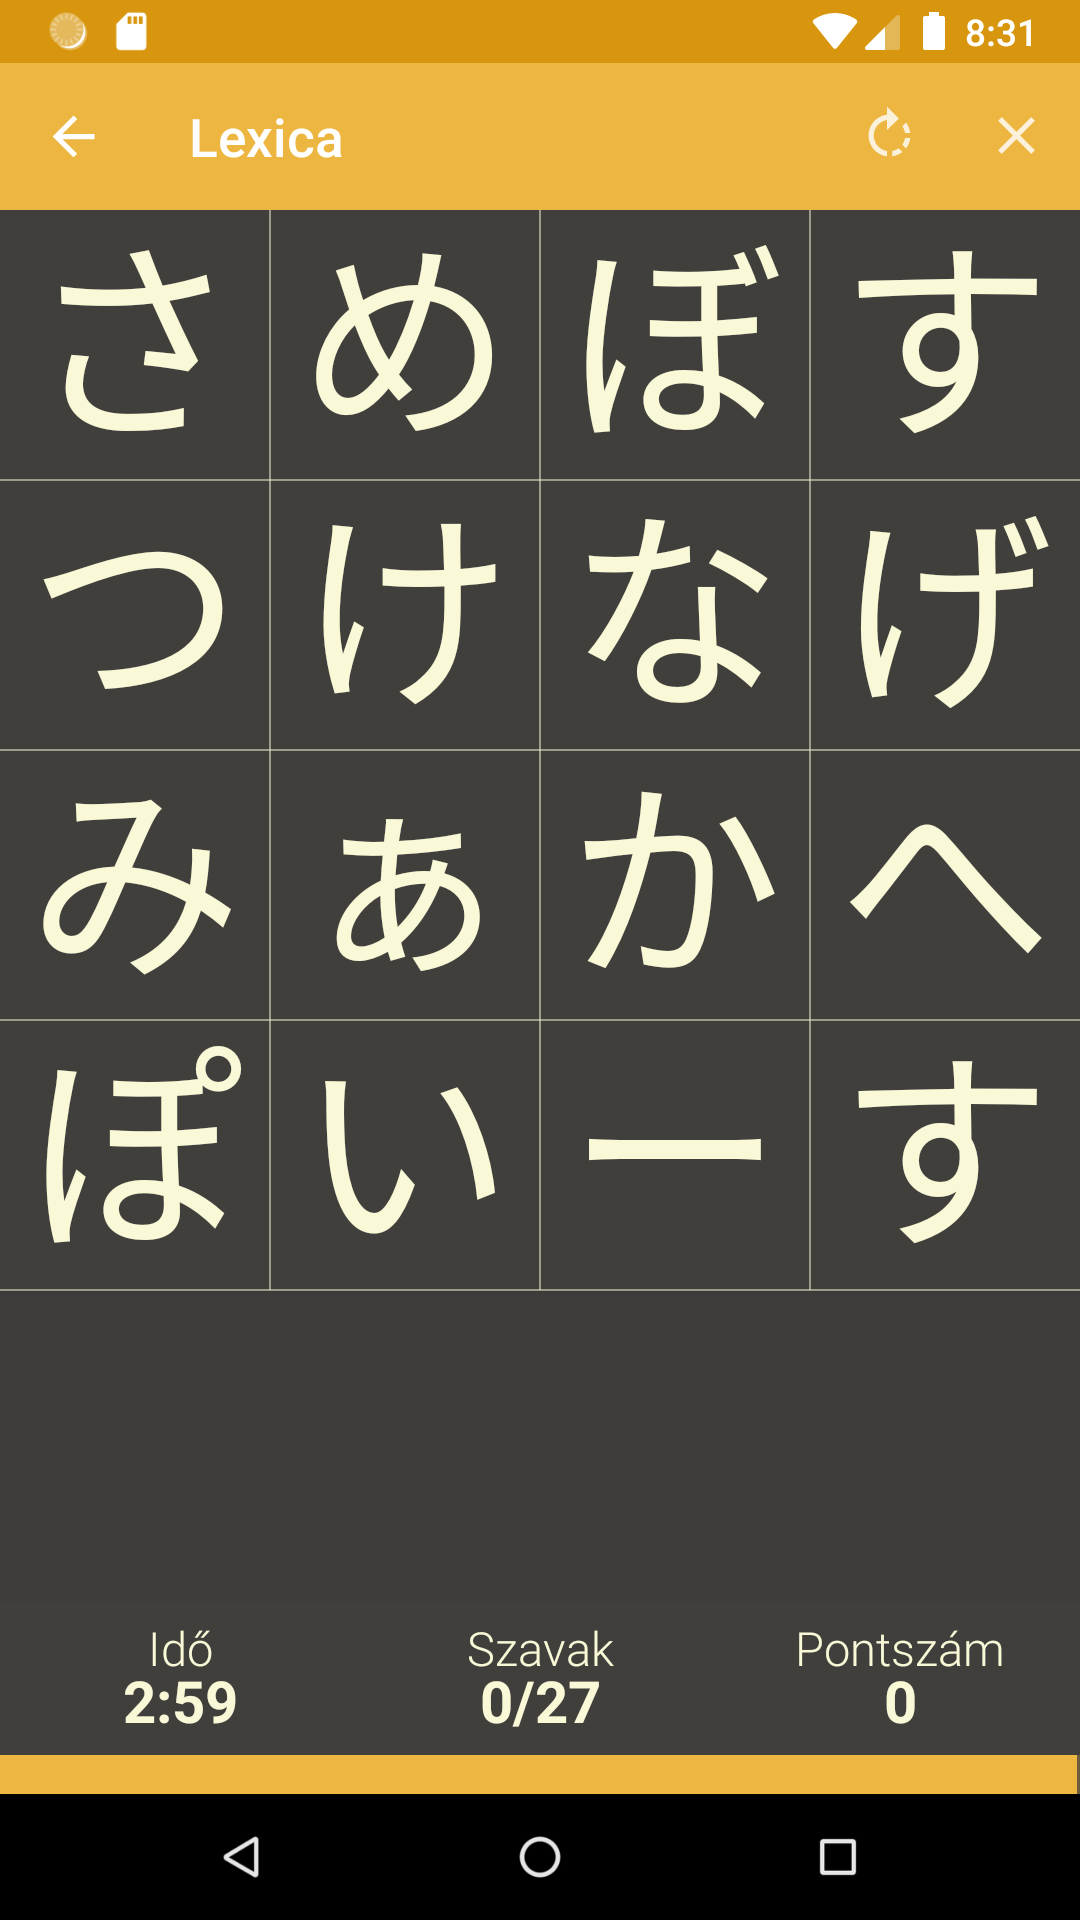 8:31
Lexica
さ め ぼ す
つ け な げ
み ぁ か へ
ぽ い ー す
Idő Szavak Pontszám
2:59 0/27 0